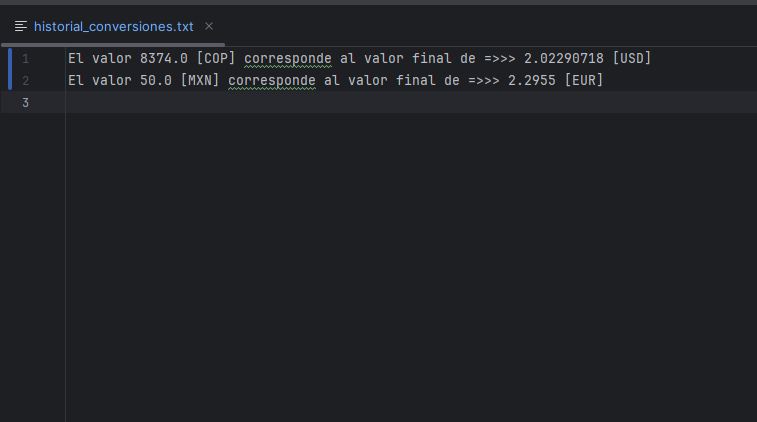 historial_conversiones.txt
1 El valor 8374.0 [COP] corresponde al valor final de =>>> 2.02290718 [USD]
2 El valor 50.0 [MXN] corresponde al valor final de =>>> 2.2955 [EUR]
3